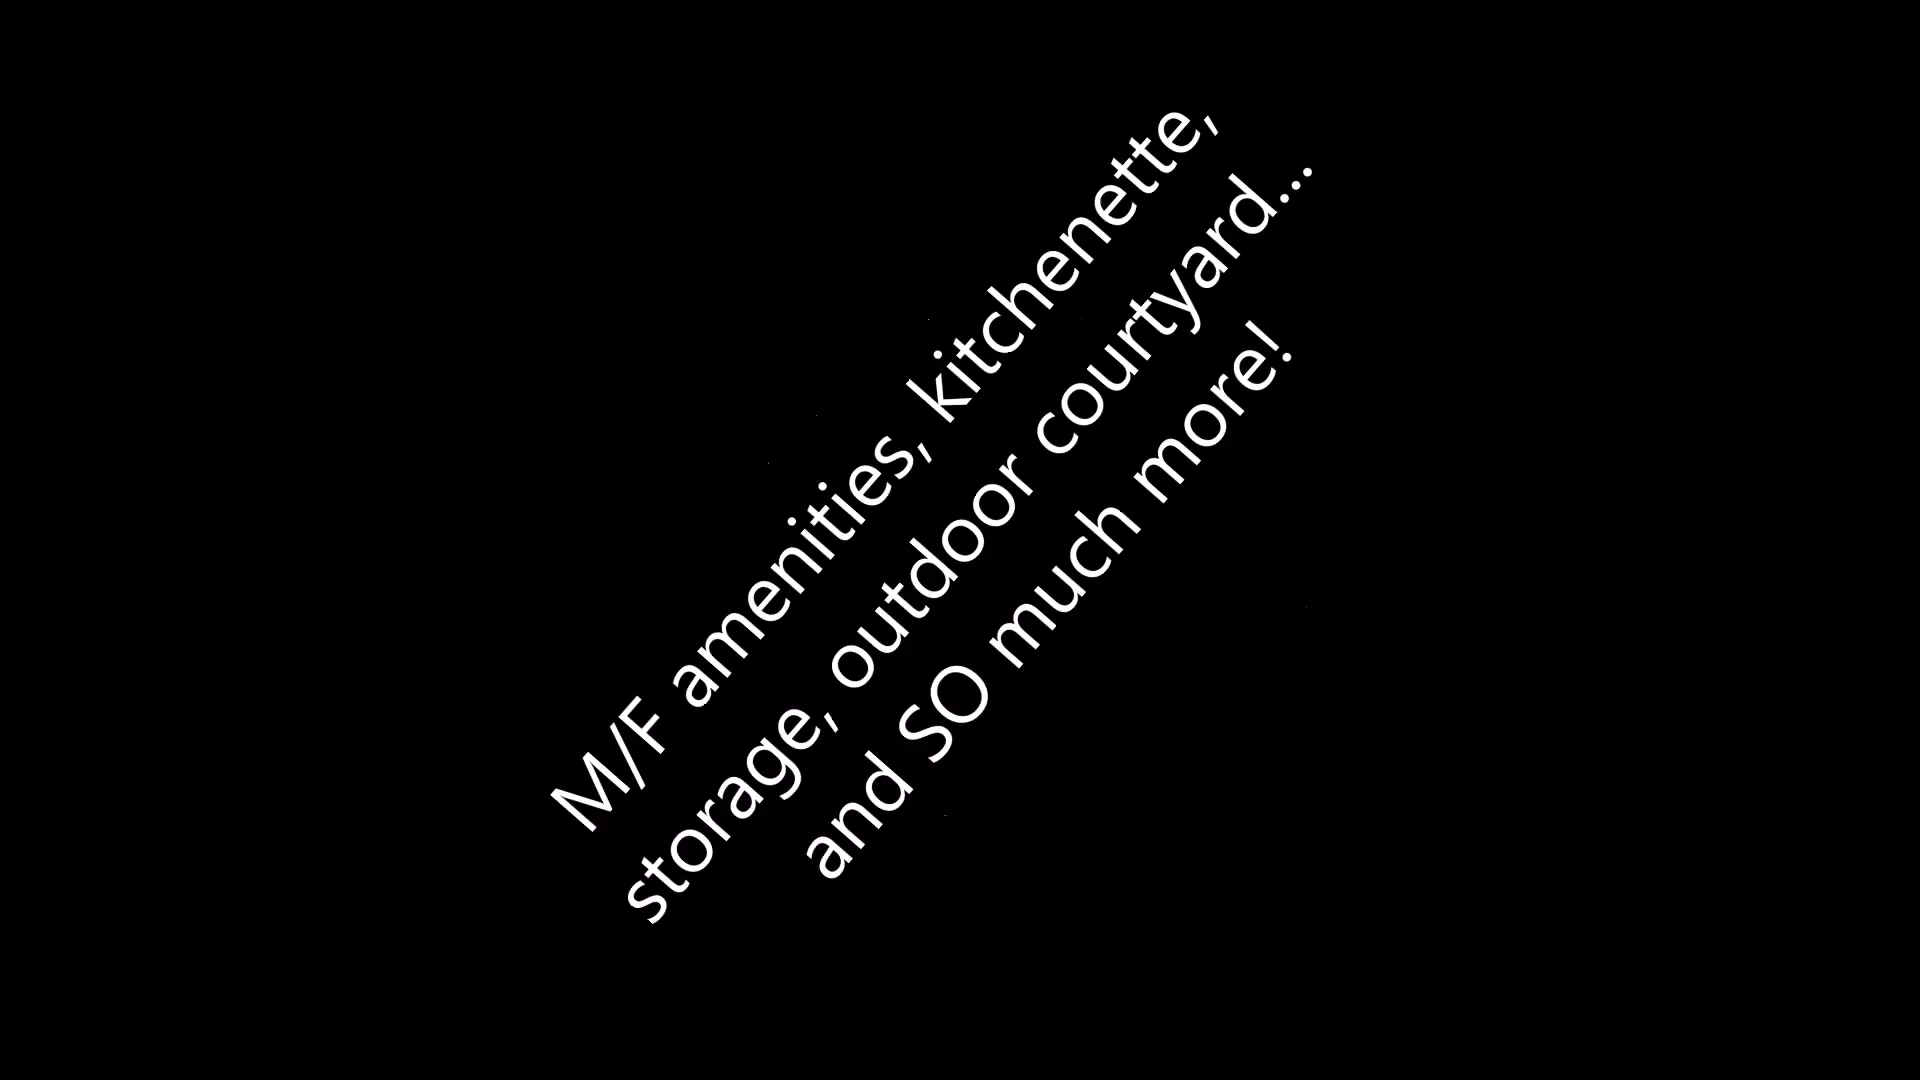 M/F amenities, kitchenette,
storage, outdoor courtyard...
and SO much more!